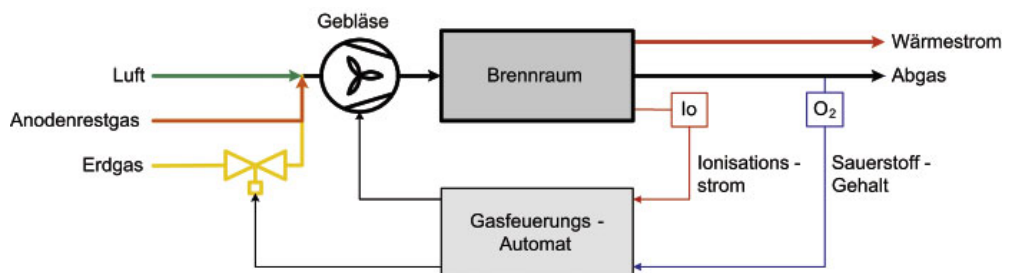 Gebläse
Wärmestrom
Luft
Brennraum
Abgas
Anodenrestgas
Io
O₂
Erdgas
Ionisations -
strom
Sauerstoff -
Gehalt
Gasfeuerungs -
Automat